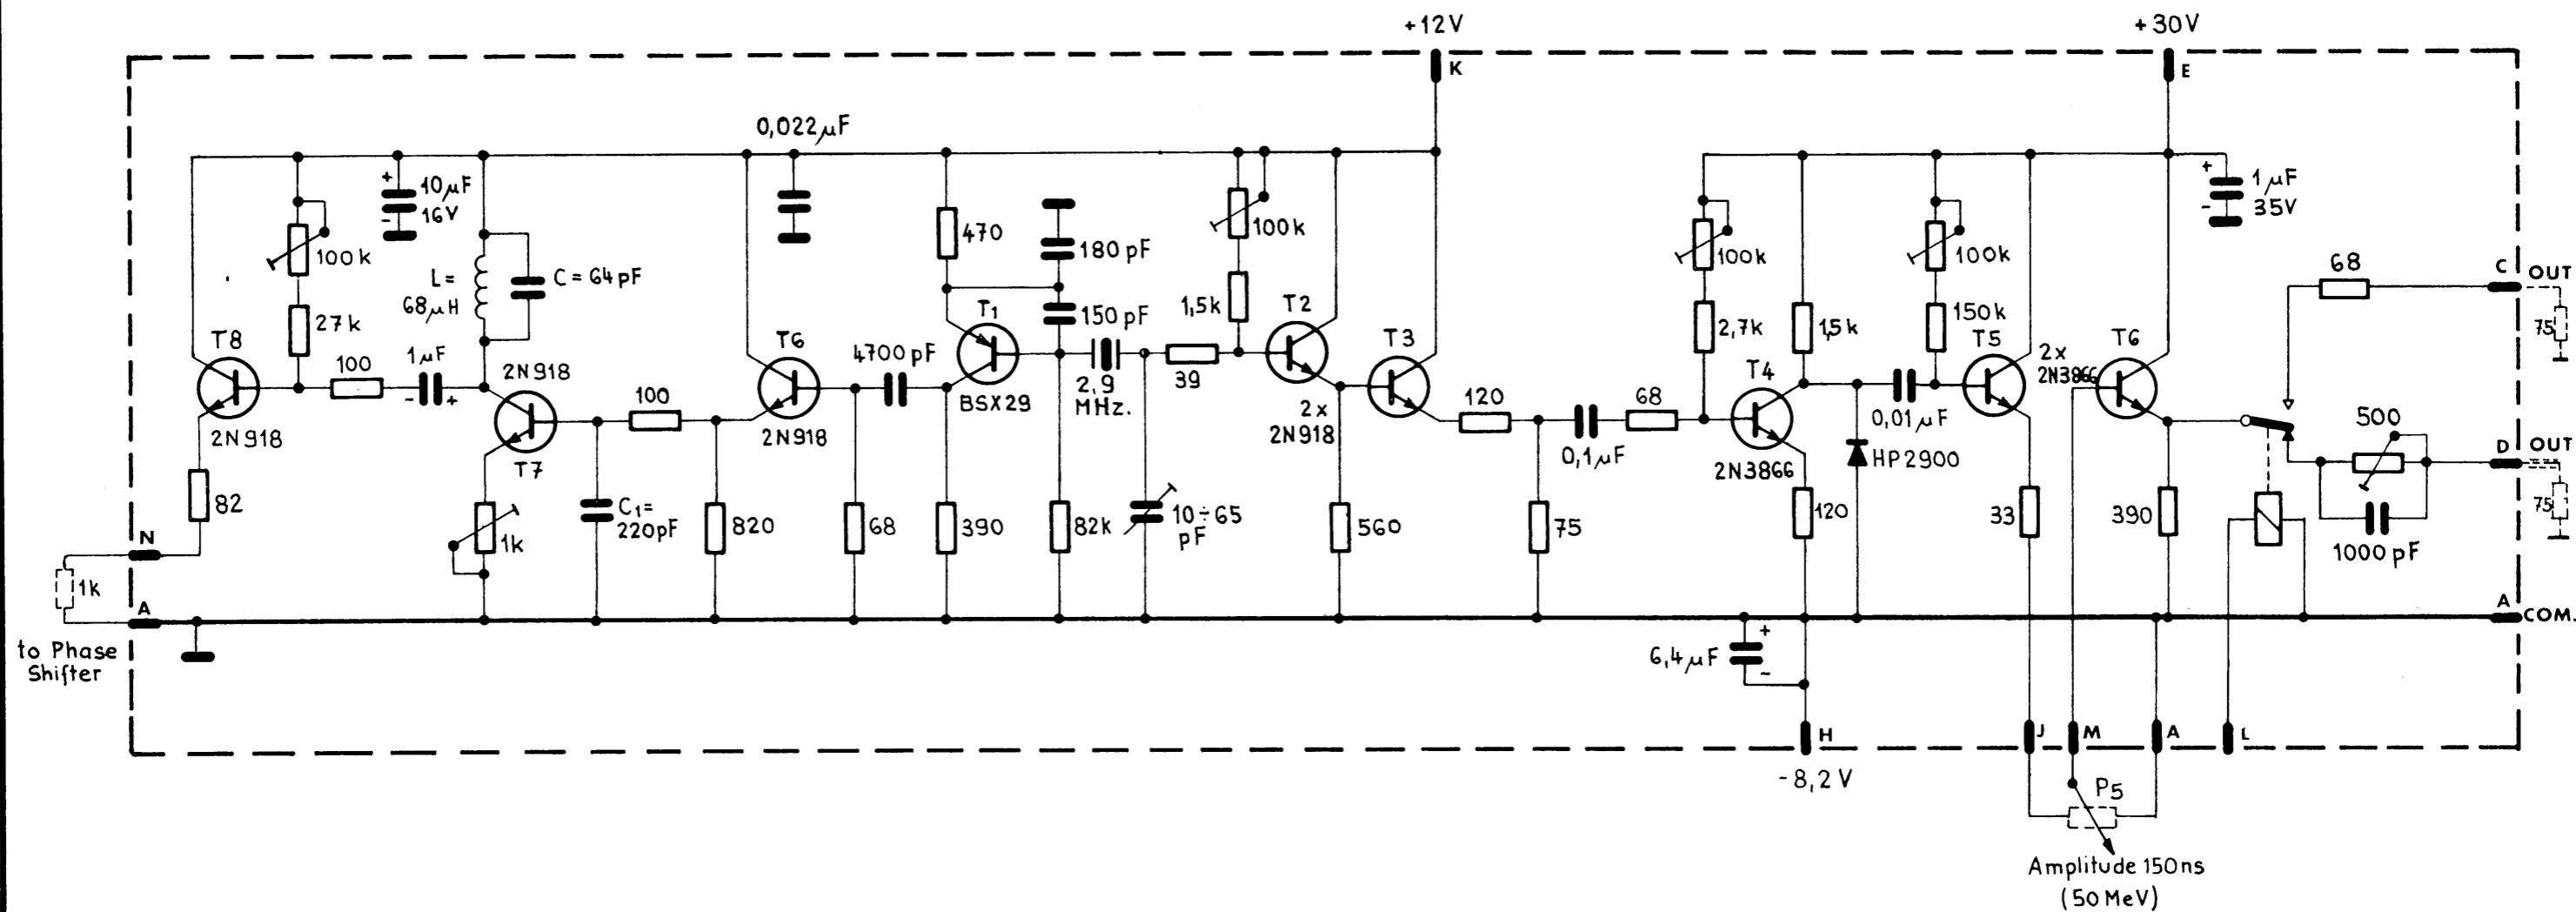 +12V
+30V
K
E
0,022µF
+
10µF
-
16V
100k
27k
L=
68µH
C=64pF
470
180pF
150pF
100k
1,5k
T8
2N918
100
1µF
-
+
2N918
T7
100
T6
2N918
4700pF
T1
BSX29
2,9
MHz.
39
T2
2x
2N918
T3
120
0,1µF
68
100k
2,7k
1,5k
T4
2N3866
100k
150k
0,01µF
HP2900
T5
2x
2N3866
T6
+
1µF
-
35V
68
C
OUT
75
500
D
OUT
75
1000pF
82
N
1k
A
to Phase
Shifter
1k
C1=
220pF
820
68
390
82k
10÷65
pF
560
75
120
33
390
A
COM.
6,4µF
+
-
H
-8,2V
J
M
A
L
P5
Amplitude 150ns
(50MeV)